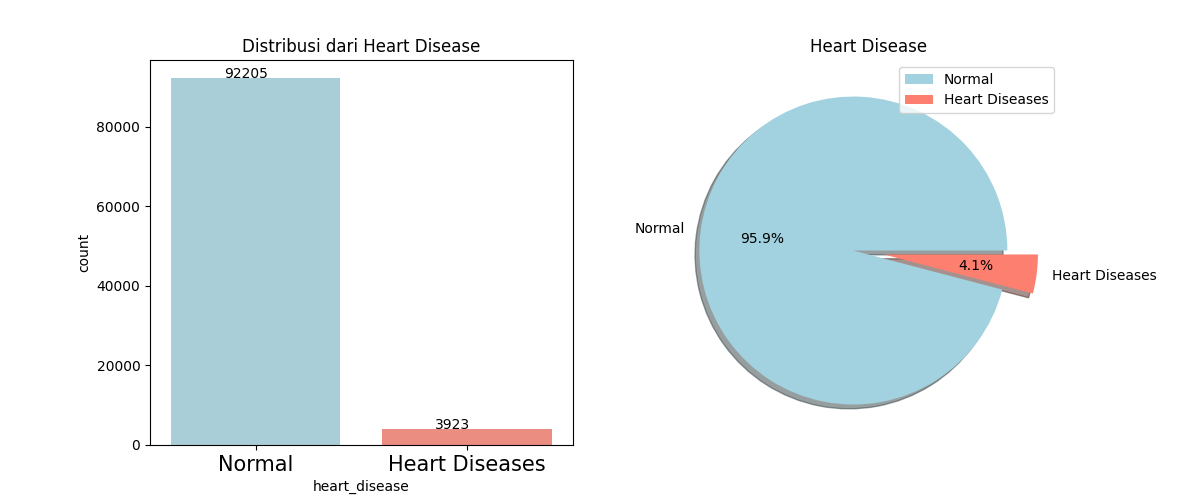 Distribusi dari Heart Disease
92205
80000
60000
40000
20000
0
count
3923
Normal
Heart Diseases
heart_disease
Heart Disease
Normal
Heart Diseases
Normal
95.9%
4.1%
Heart Diseases